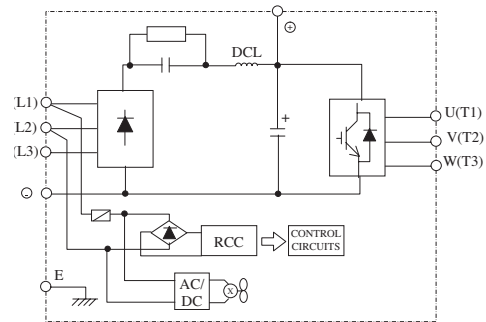 ⊕
DCL
(L1)
(L2)
(L3)
+
U(T1)
V(T2)
W(T3)
⊖
RCC
CONTROL
CIRCUITS
E
AC/
DC
X